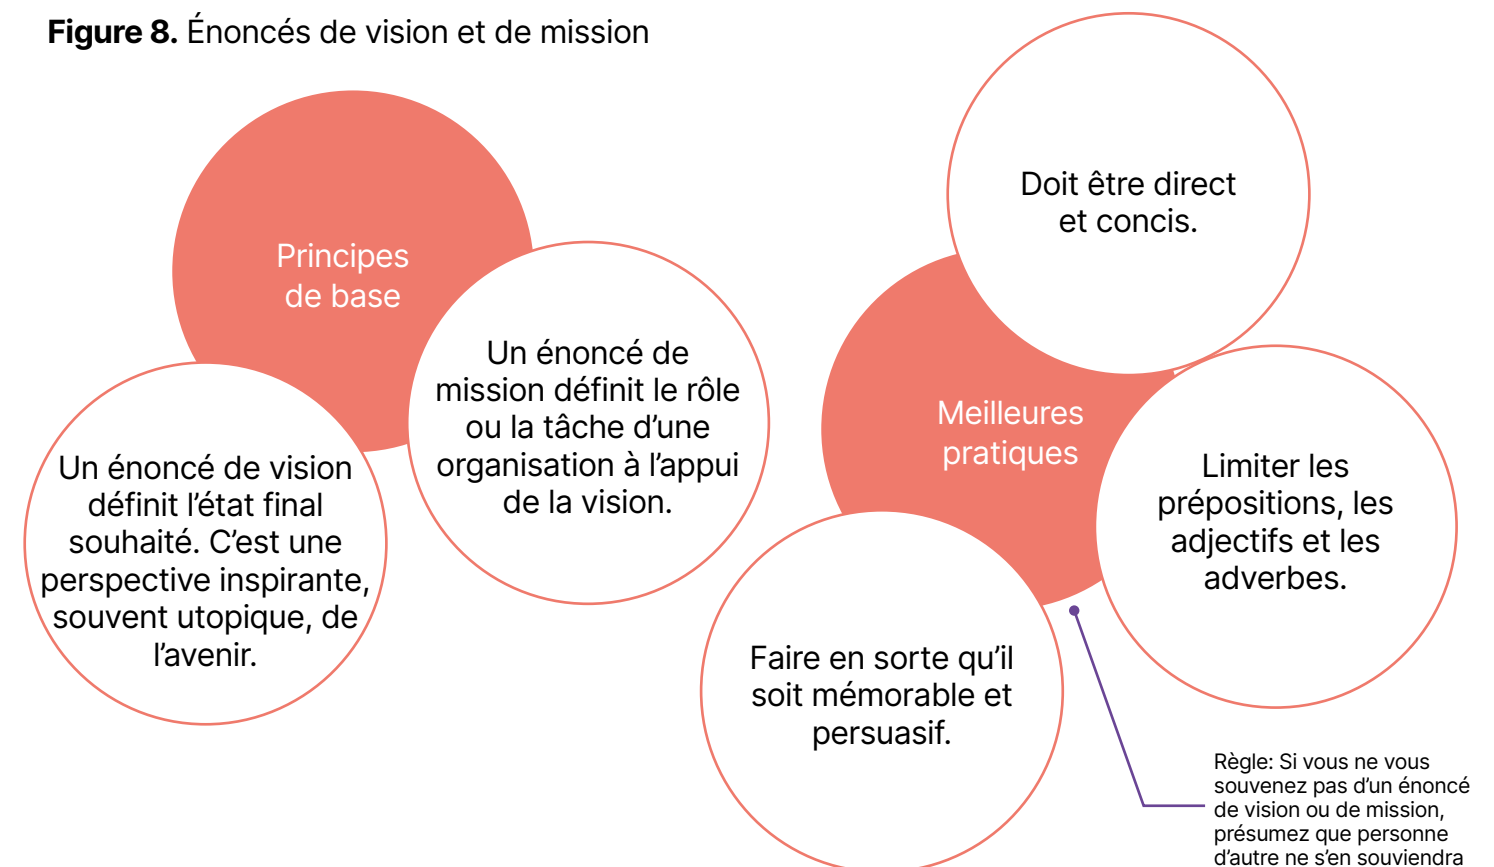 Figure 8. Énoncés de vision et de mission
Principes
de base
Un énoncé de vision
définit l’état final
souhaité. C’est une
perspective inspirante,
souvent utopique, de
l’avenir.
Un énoncé de
mission définit le rôle
ou la tâche d’une
organisation à l’appui
de la vision.
Meilleures
pratiques
Doit être direct
et concis.
Limiter les
prépositions, les
adjectifs et les
adverbes.
Faire en sorte qu’il
soit mémorable et
persuasif.
Règle: Si vous ne vous
souvenez pas d’un énoncé
de vision ou de mission,
présumez que personne
d’autre ne s’en souviendra